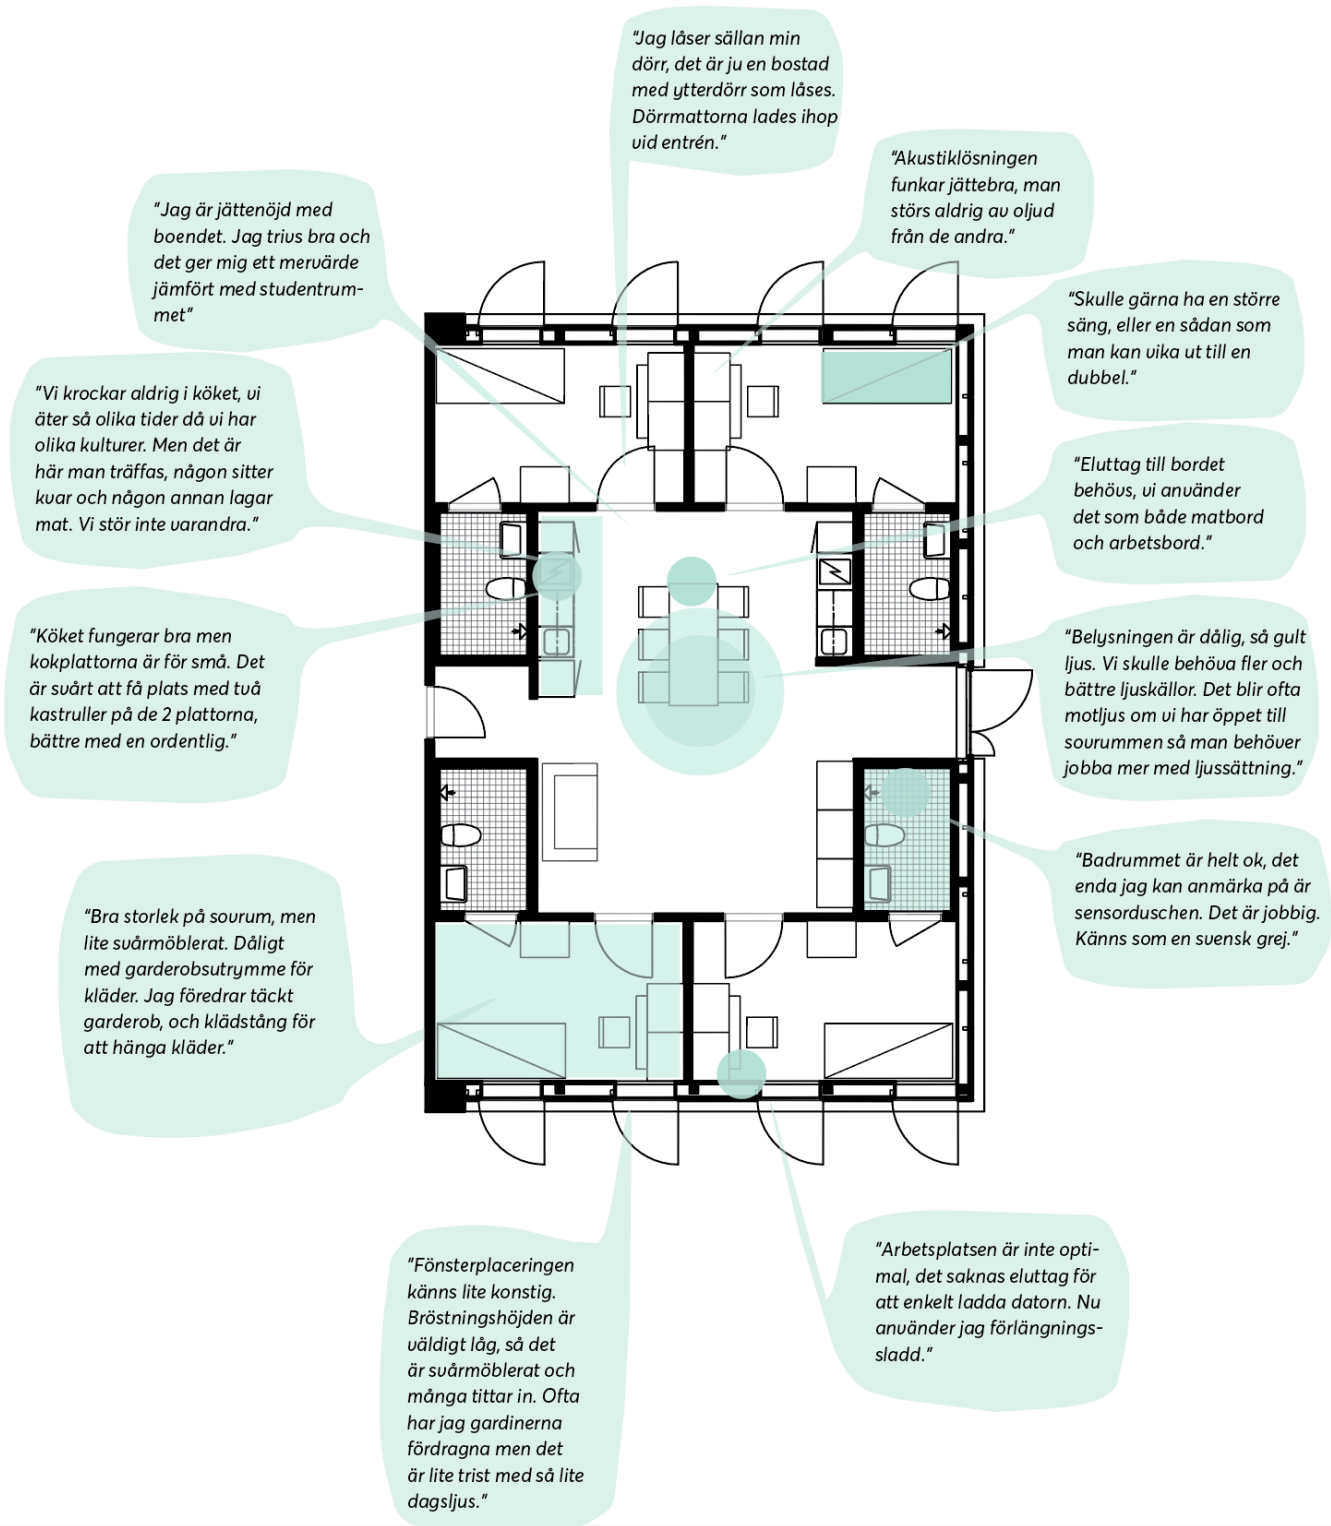 "Jag låser sällan min
dörr, det är ju en bostad
med ytterdörr som låses.
Dörrmattorna lades ihop
vid entrén."
"Akustiklösningen
funkar jättebra, man
störs aldrig av oljud
från de andra."
"Jag är jättenöjd med
boendet. Jag trivs bra och
det ger mig ett mervärde
jämfört med studentrum-
met"
"Skulle gärna ha en större
säng, eller en sådan som
man kan vika ut till en
dubbel."
"Vi krockar aldrig i köket, vi
äter så olika tider då vi har
olika kulturer. Men det är
här man träffas, någon sitter
kvar och någon annan lagar
mat. Vi stör inte varandra."
"Eluttag till bordet
behövs, vi använder
det som både matbord
och arbetsbord."
"Köket fungerar bra men
kokplattorna är för små. Det
är svårt att få plats med två
kastruller på de 2 plattorna,
bättre med en ordentlig."
"Belysningen är dålig, så gult
ljus. Vi skulle behöva fler och
bättre ljuskällor. Det blir ofta
motljus om vi har öppet till
sovrummen så man behöver
jobba mer med ljussättning."
"Badrummet är helt ok, det
enda jag kan anmärka på är
sensorduschen. Det är jobbig.
Känns som en svensk grej."
"Bra storlek på sovrum, men
lite svårmöblerat. Dåligt
med garderobsutrymme för
kläder. Jag föredrar täckt
garderob, och klädstång för
att hänga kläder."
"Fönsterplaceringen
känns lite konstig.
Bröstningshöjden är
väldigt låg, så det
är svårmöblerat och
många tittar in. Ofta
har jag gardinerna
fördragna men det
är lite trist med så lite
dagsljus."
"Arbetsplatsen är inte opti-
mal, det saknas eluttag för
att enkelt ladda datorn. Nu
använder jag förlängnings-
sladd."